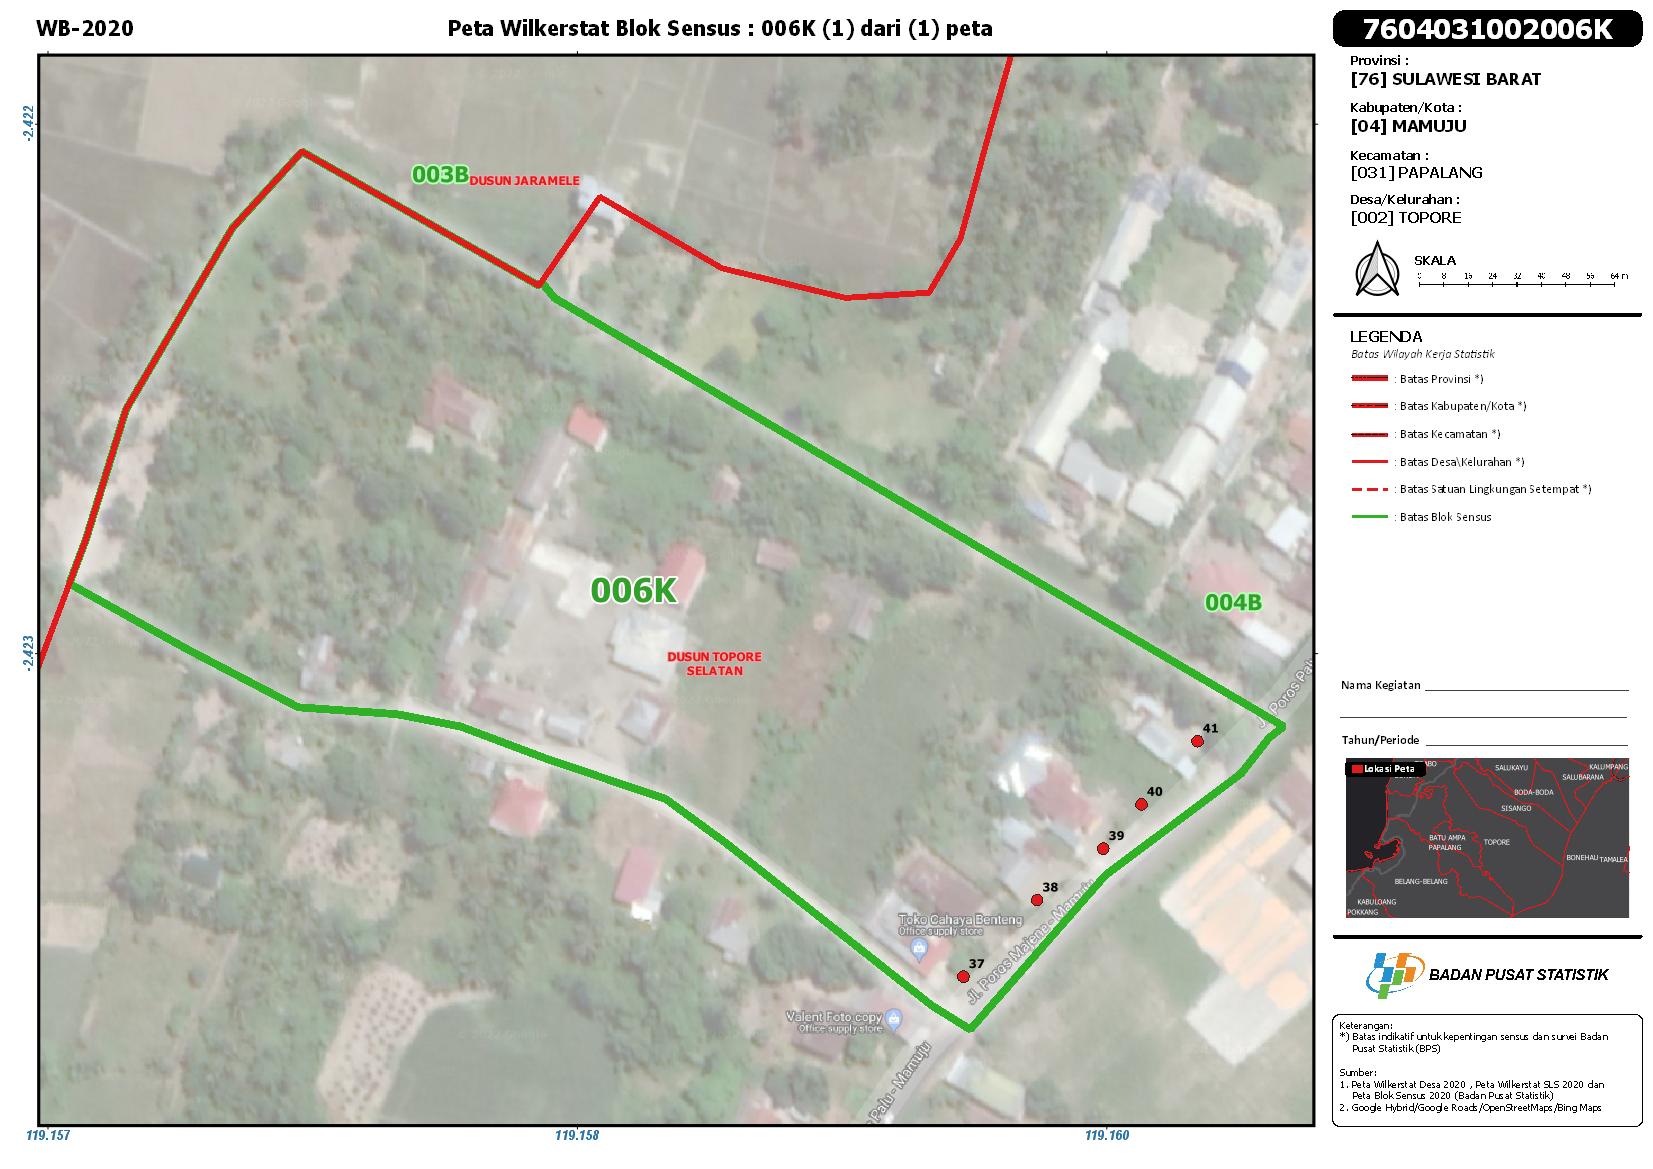 WB-2020
Peta Wilkerstat Blok Sensus : 006K (1) dari (1) peta
7604031002006K
Provinsi :
[76] SULAWESI BARAT
Kabupaten/Kota :
[04] MAMUJU
Kecamatan :
[031] PAPALANG
Desa/Kelurahan :
[002] TOPORE
SKALA
0 8 16 24 32 40 48 56 64 m
LEGENDA
Batas Wilayah Kerja Statistik
: Batas Provinsi *)
: Batas Kabupaten/Kota *)
: Batas Kecamatan *)
: Batas Desa\Kelurahan *)
: Batas Satuan Lingkungan Setempat *)
: Batas Blok Sensus
Nama Kegiatan
Tahun/Periode
Lokasi Peta
SALUKAYU
KALUMPANG
SALUBARANA
BODA-BODA
SISANGO
BATU AMPA
PAPALANG
TOPORE
BONEHAU
TAMALEA
BELANG-BELANG
KABULOANG
POKKANG
BADAN PUSAT STATISTIK
Keterangan:
*) Batas indikatif untuk kepentingan sensus dan survei Badan
Pusat Statistik (BPS)
Sumber:
1. Peta Wilkerstat Desa 2020 , Peta Wilkerstat SLS 2020 dan
Peta Blok Sensus 2020 (Badan Pusat Statistik)
2. Google Hybrid/Google Roads/OpenStreetMaps/Bing Maps
-2.422
-2.423
119.157
119.158
119.160
003B
DUSUN JARAMELE
006K
DUSUN TOPORE
SELATAN
004B
41
40
39
38
37
Toko Cahaya Benteng
Office supply store
Valent Foto copy
Office supply store
Jl. Poros Majene - Mamuju
Palu - Mamuju
Jl. Poros Palu